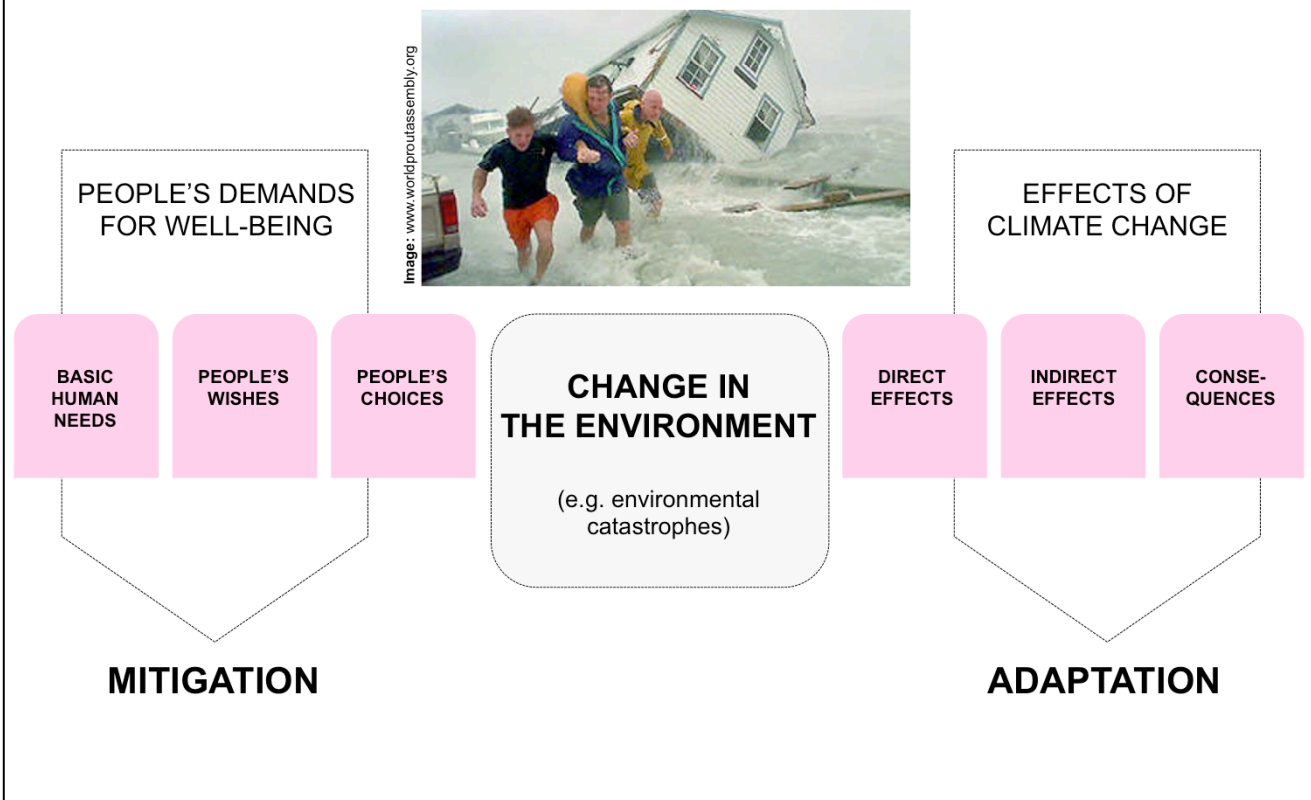 Image: www.worldproutassembly.org
PEOPLE’S DEMANDS
FOR WELL-BEING
BASIC
HUMAN
NEEDS
PEOPLE’S
WISHES
PEOPLE’S
CHOICES
MITIGATION
CHANGE IN
THE ENVIRONMENT
(e.g. environmental
catastrophes)
EFFECTS OF
CLIMATE CHANGE
DIRECT
EFFECTS
INDIRECT
EFFECTS
CONSE-
QUENCES
ADAPTATION